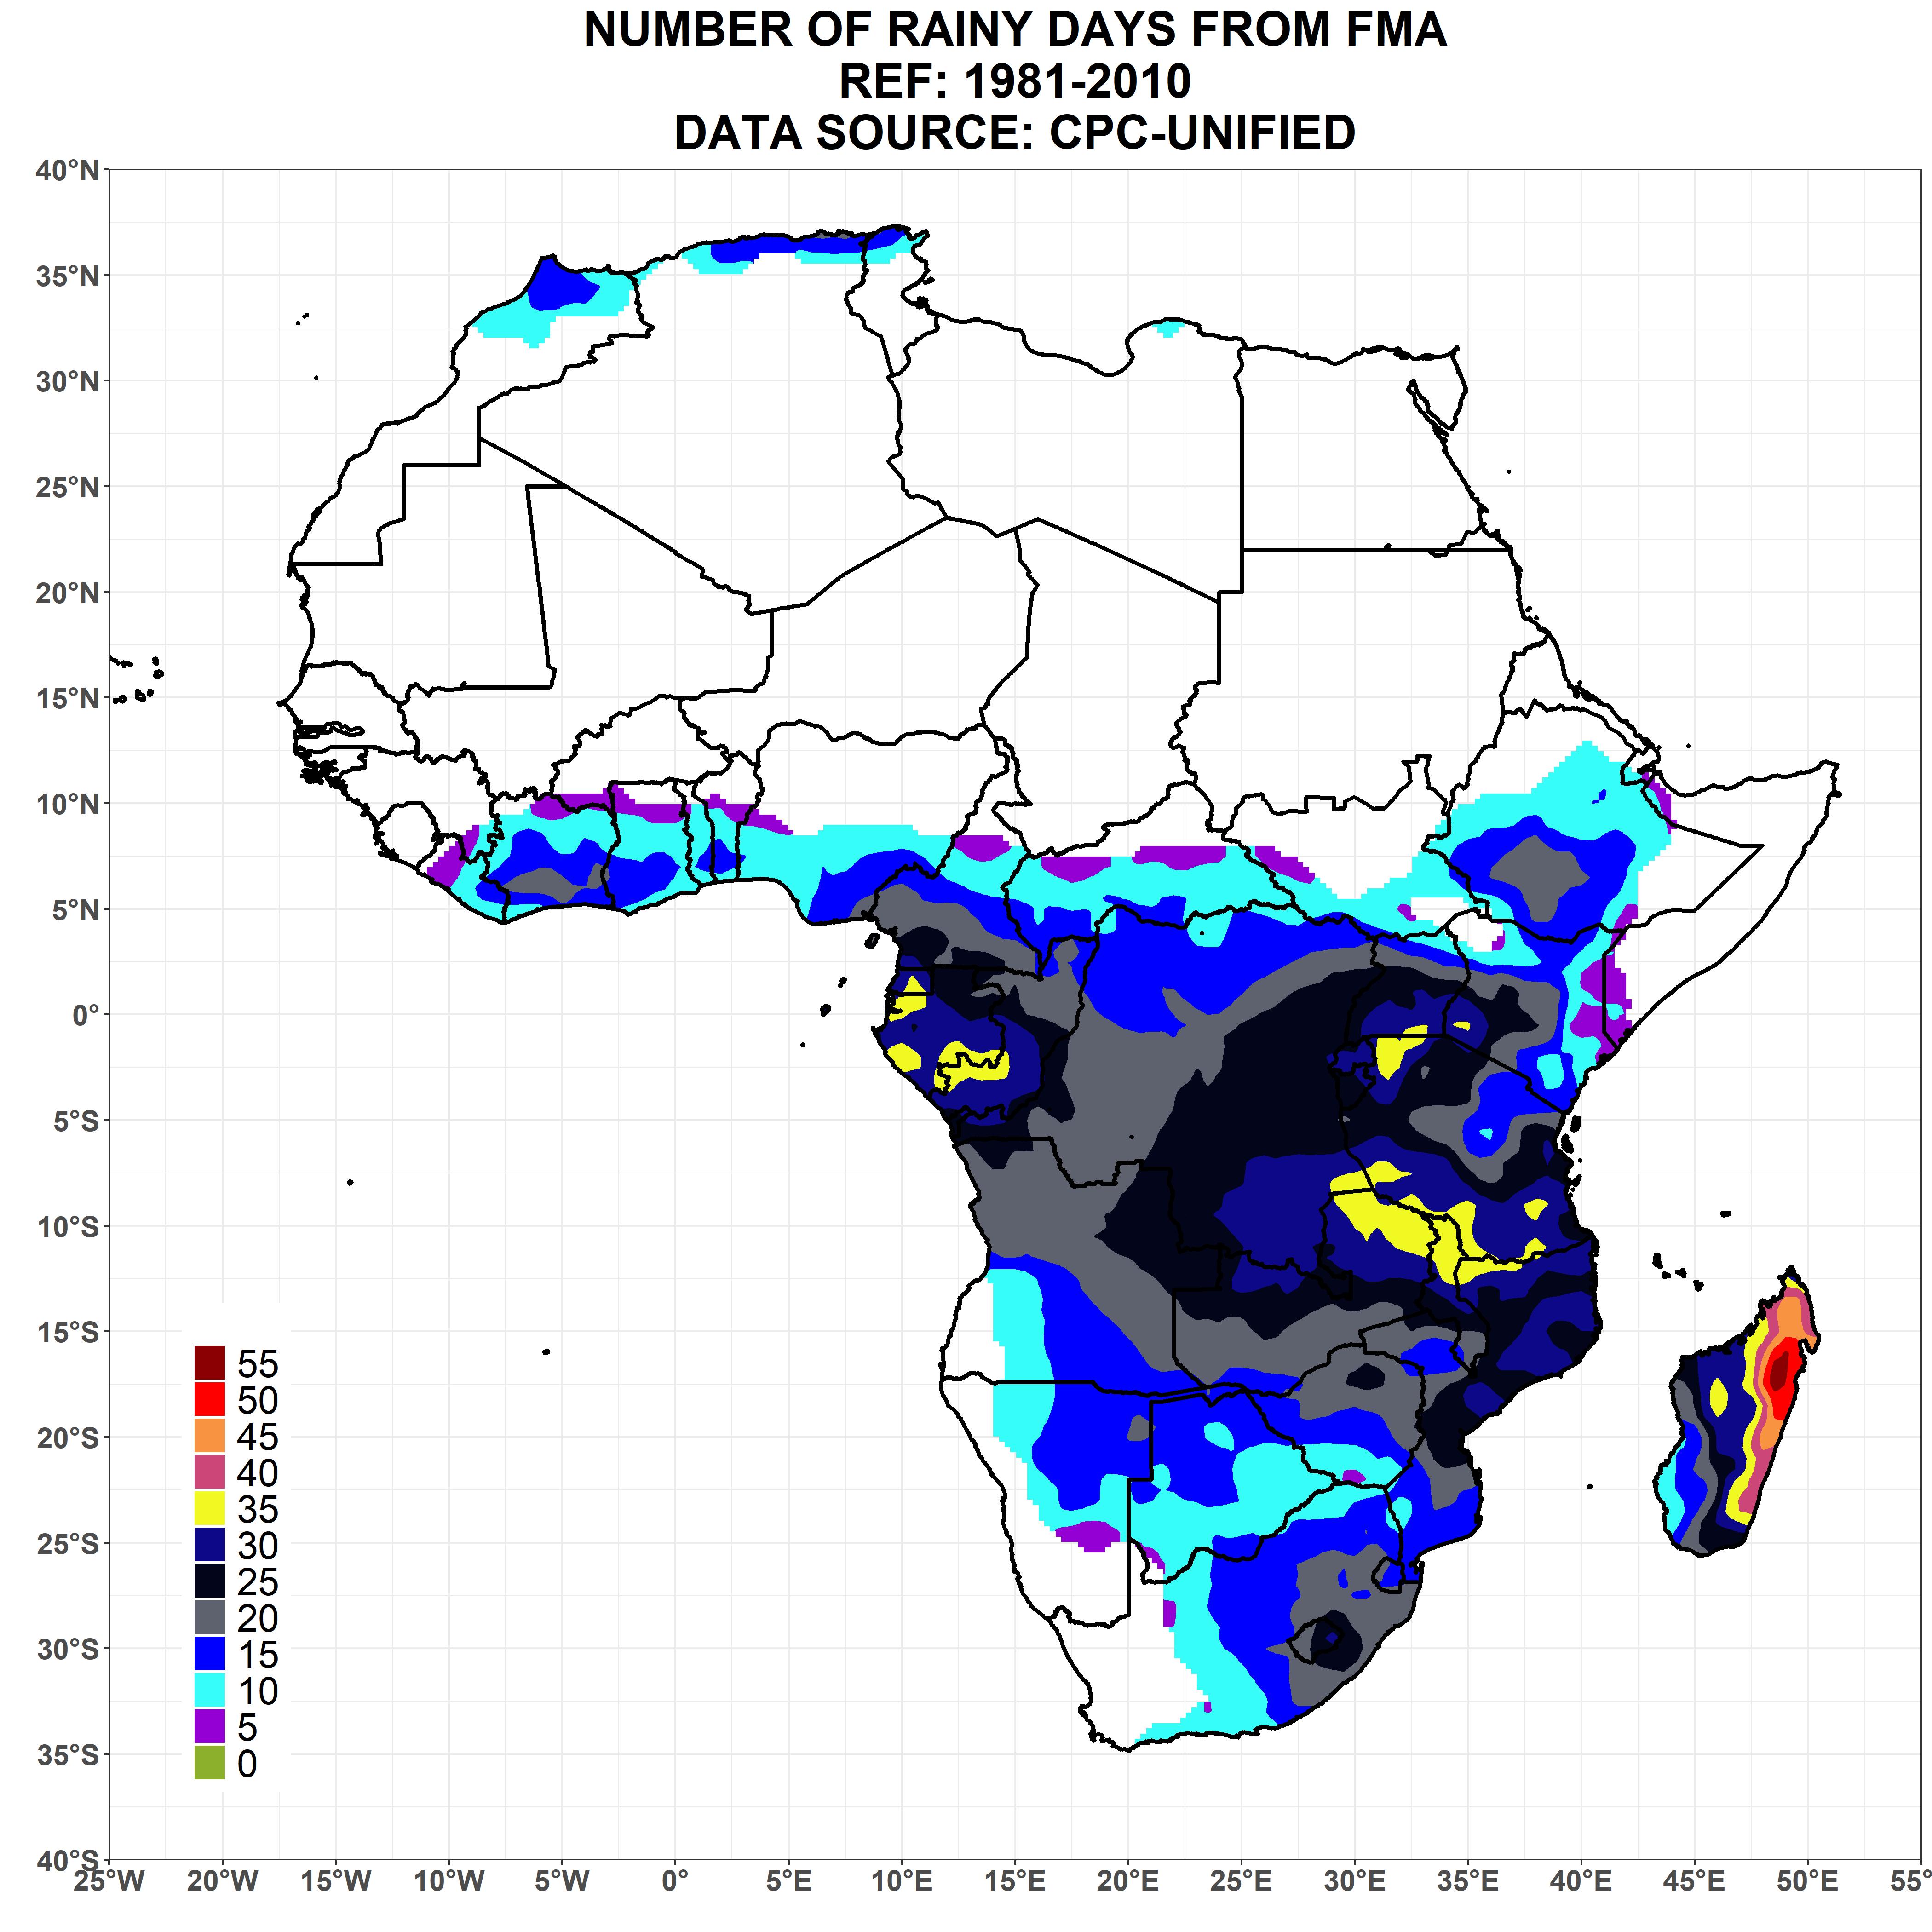 NUMBER OF RAINY DAYS FROM FMA
REF: 1981-2010
DATA SOURCE: CPC-UNIFIED
40°N
35°N
30°N
25°N
20°N
15°N
10°N
5°N
0°
5°S
10°S
15°S
20°S
25°S
30°S
35°S
40°S
55
50
45
40
35
30
25
20
15
10
5
0
25°W 20°W 15°W 10°W 5°W 0° 5°E 10°E 15°E 20°E 25°E 30°E 35°E 40°E 45°E 50°E 55°